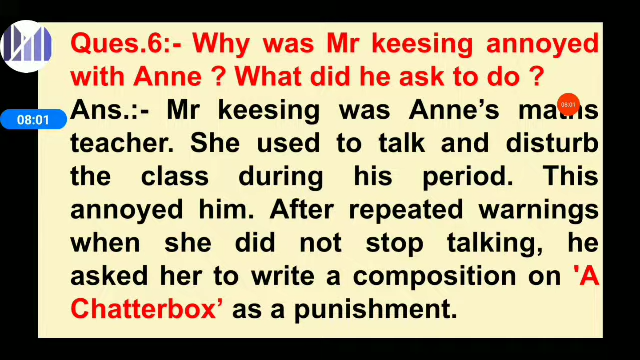 Ques.6:- Why was Mr keesing annoyed
with Anne ? What did he ask to do ?
Ans.:- Mr keesing was Anne's maths
08:01
08:01
teacher. She used to talk and disturb
the class during his period. This
annoyed him. After repeated warnings
when she did not stop talking, he
asked her to write a composition on 'A
Chatterbox' as a punishment.